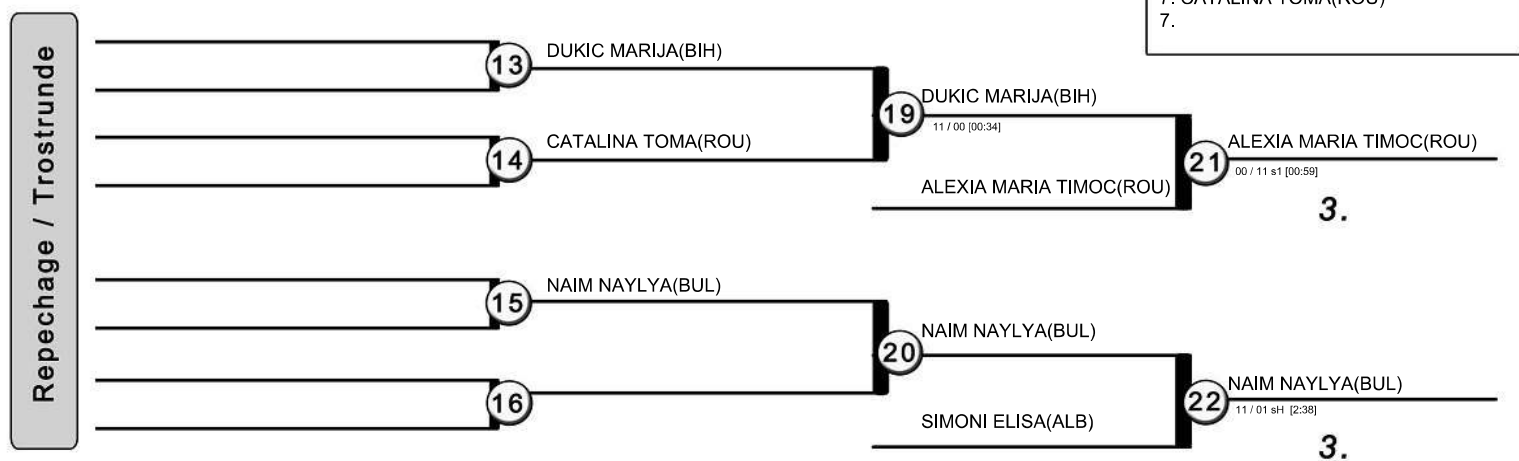 7. CATALINA TOMA(ROU)
7.
Repechage / Trostrunde
13
DUKIC MARIJA(BIH)
14
CATALINA TOMA(ROU)
19
DUKIC MARIJA(BIH)
11 / 00 [00:34]
ALEXIA MARIA TIMOC(ROU)
21
ALEXIA MARIA TIMOC(ROU)
00 / 11 s1 [00:59]
3.
15
NAIM NAYLYA(BUL)
16
20
NAIM NAYLYA(BUL)
SIMONI ELISA(ALB)
22
NAIM NAYLYA(BUL)
11 / 01 sH [2:38]
3.